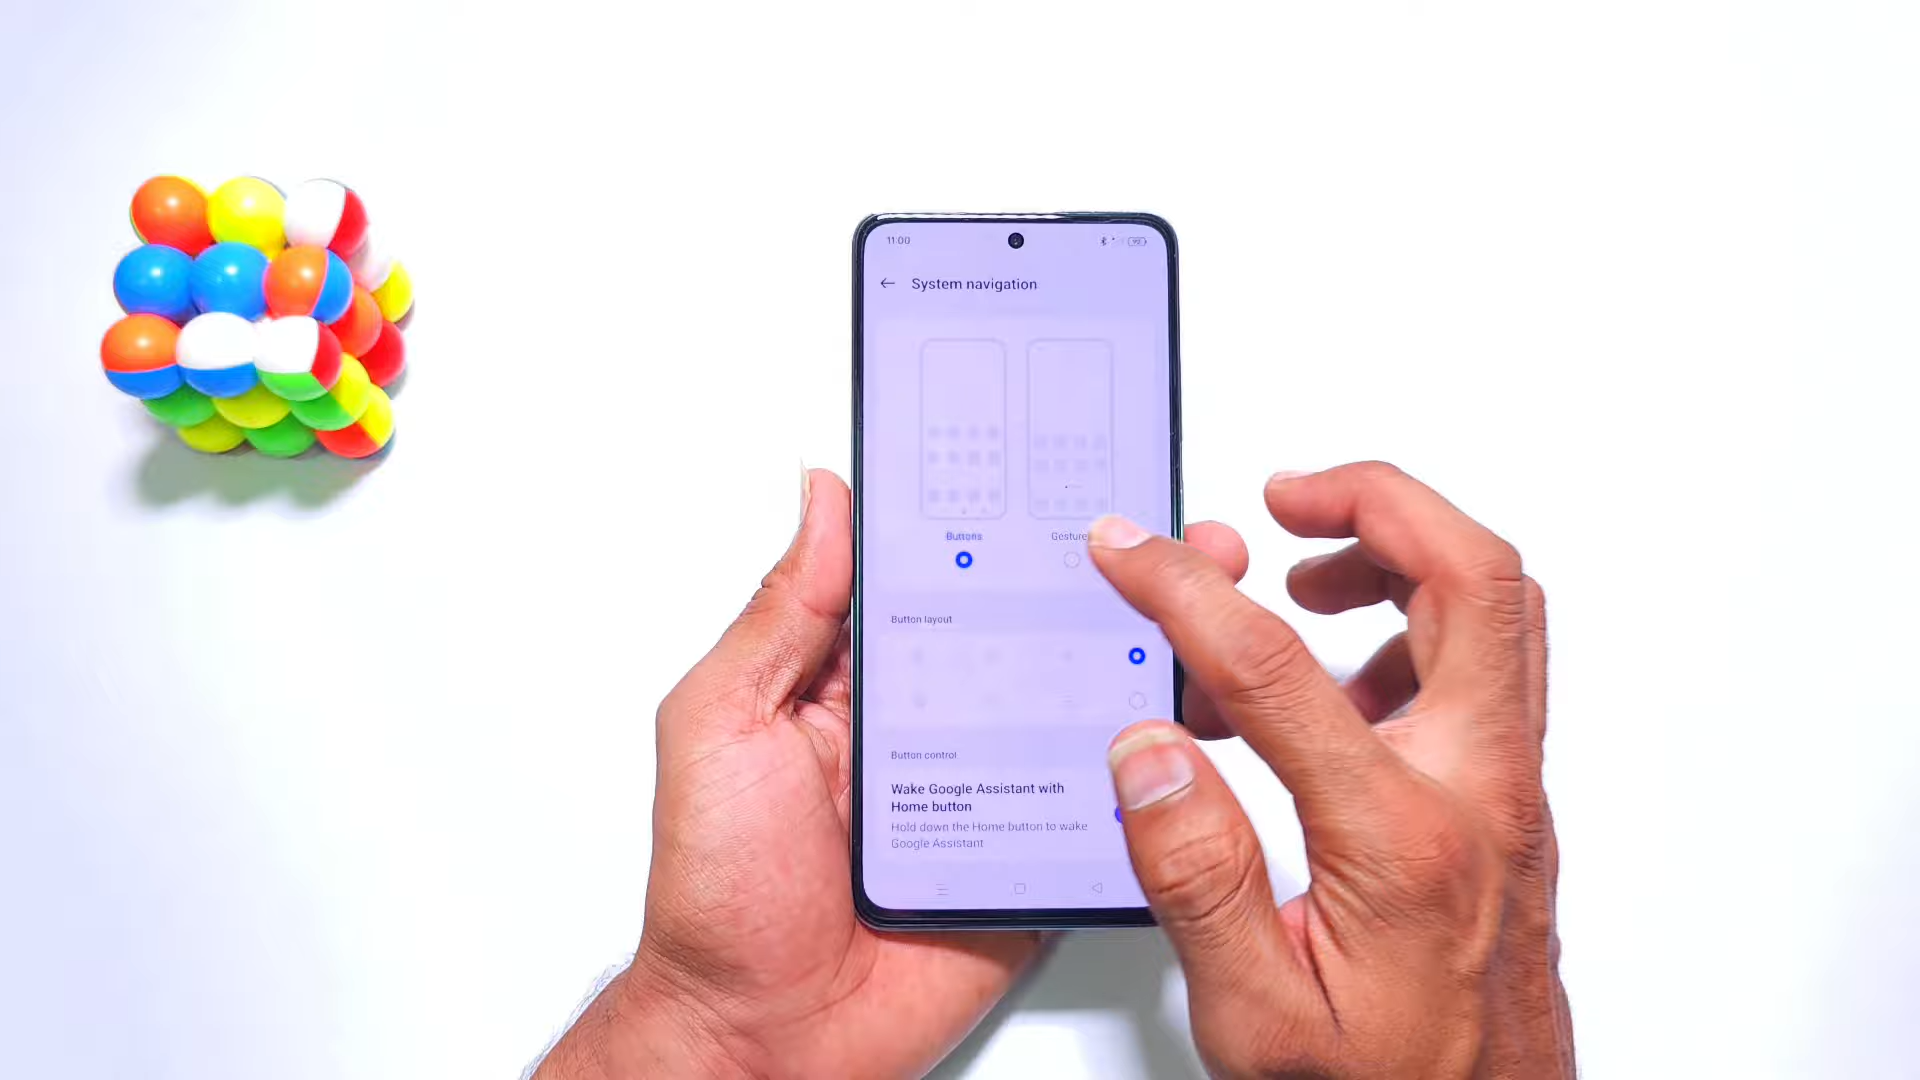 11:00
System navigation
Buttons
Gesture
Button layout
Button control
Wake Google Assistant with
Home button
Hold down the Home button to wake
Google Assistant